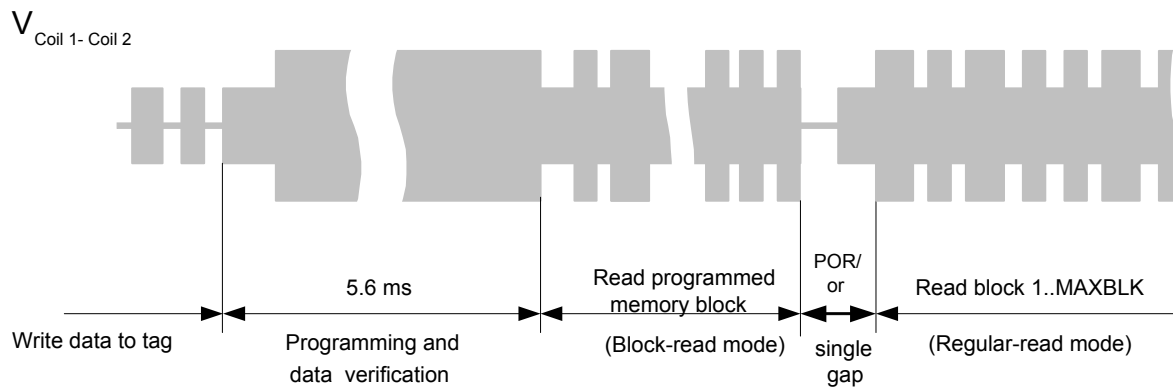 V Coil 1- Coil 2
POR/
or
single
gap
5.6 ms
Read programmed
memory block
Read block 1..MAXBLK
Write data to tag
Programming and
data verification
(Block-read mode)
(Regular-read mode)